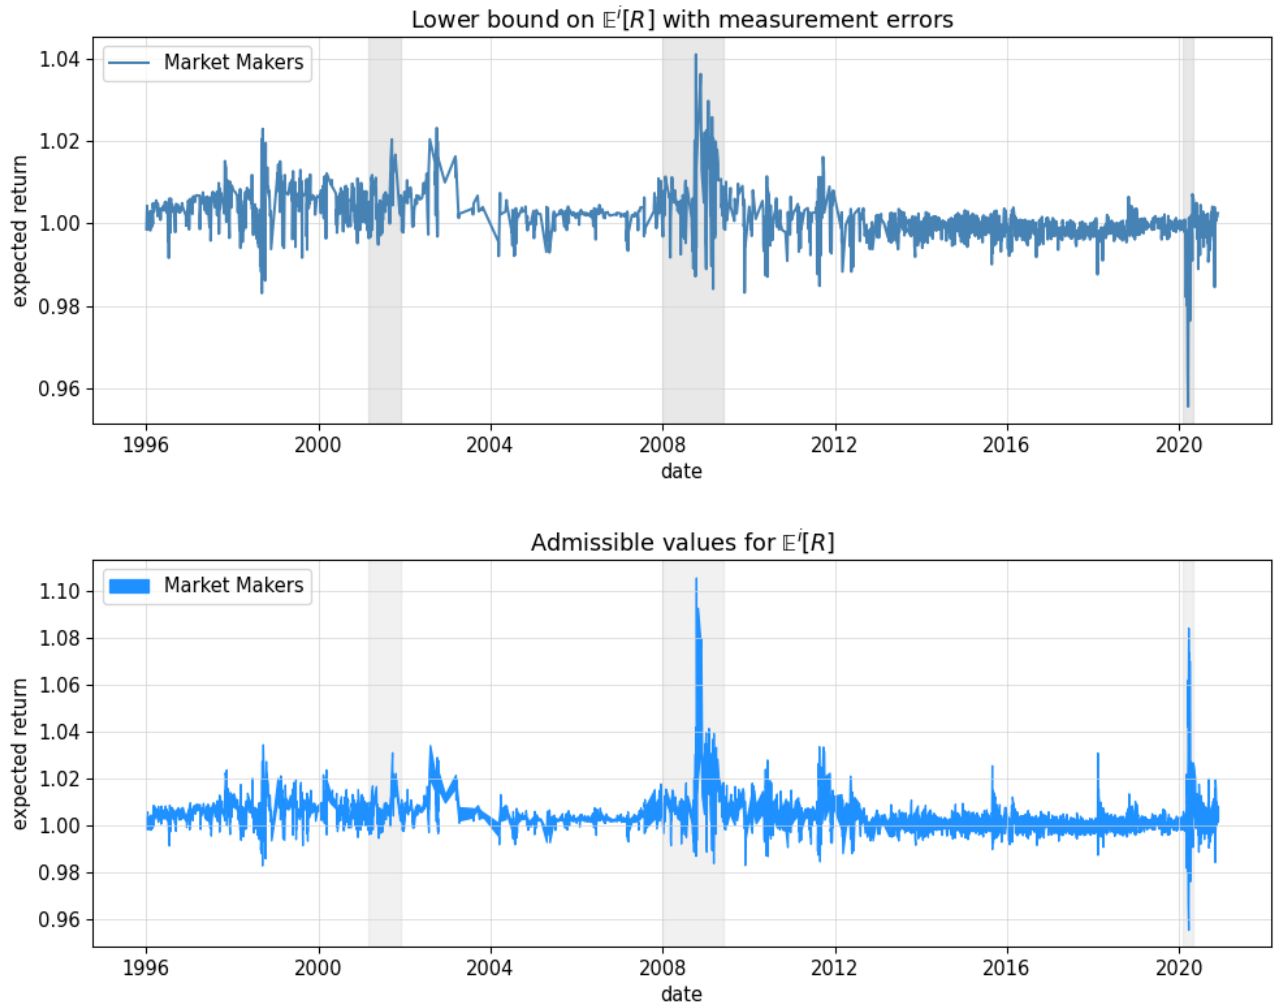 Lower bound on 𝔼ⁱ[R] with measurement errors
Market Makers
expected return
1.04
1.02
1.00
0.98
0.96
1996 2000 2004 2008 2012 2016 2020
date
Admissible values for 𝔼ⁱ[R]
Market Makers
expected return
1.10
1.08
1.06
1.04
1.02
1.00
0.98
0.96
1996 2000 2004 2008 2012 2016 2020
date